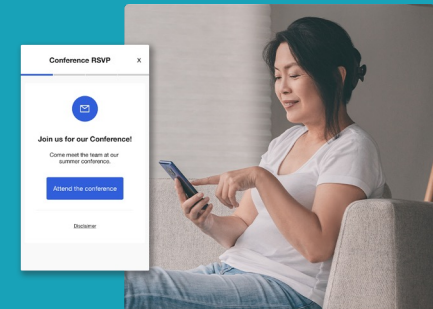 Conference RSVP X
Join us for our Conference!
Come meet the team at our
summer conference.
Attend the conference
Disclaimer